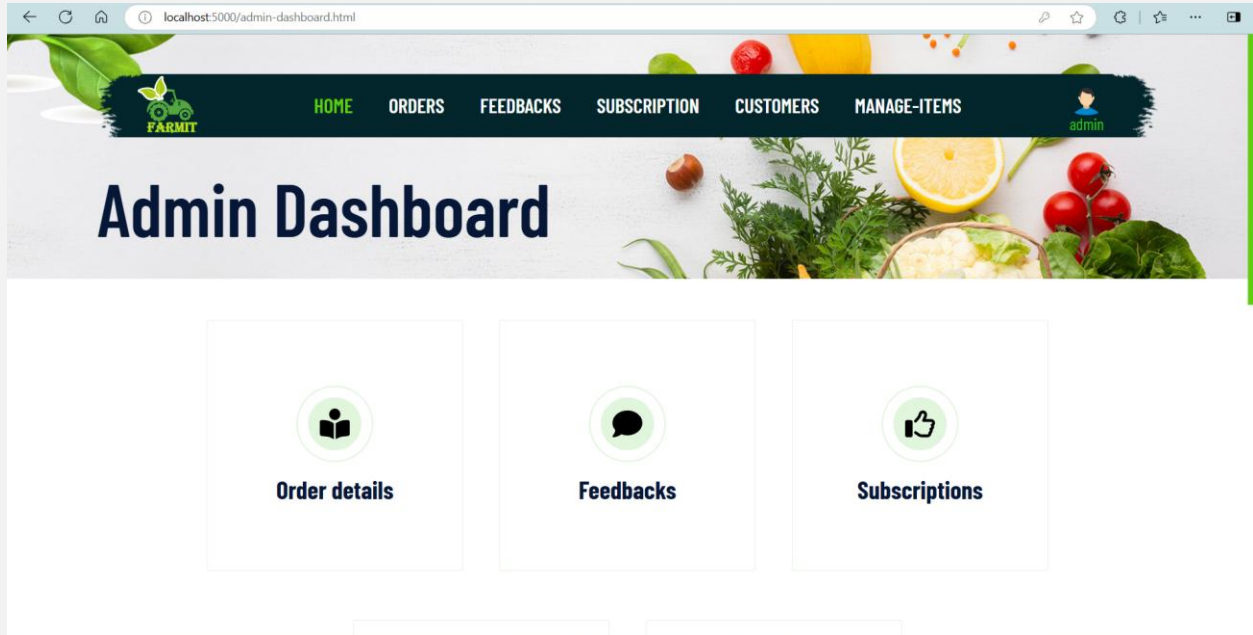 localhost:5000/admin-dashboard.html
FARMIT
HOME ORDERS FEEDBACKS SUBSCRIPTION CUSTOMERS MANAGE-ITEMS
admin
Admin Dashboard
Order details
Feedbacks
Subscriptions